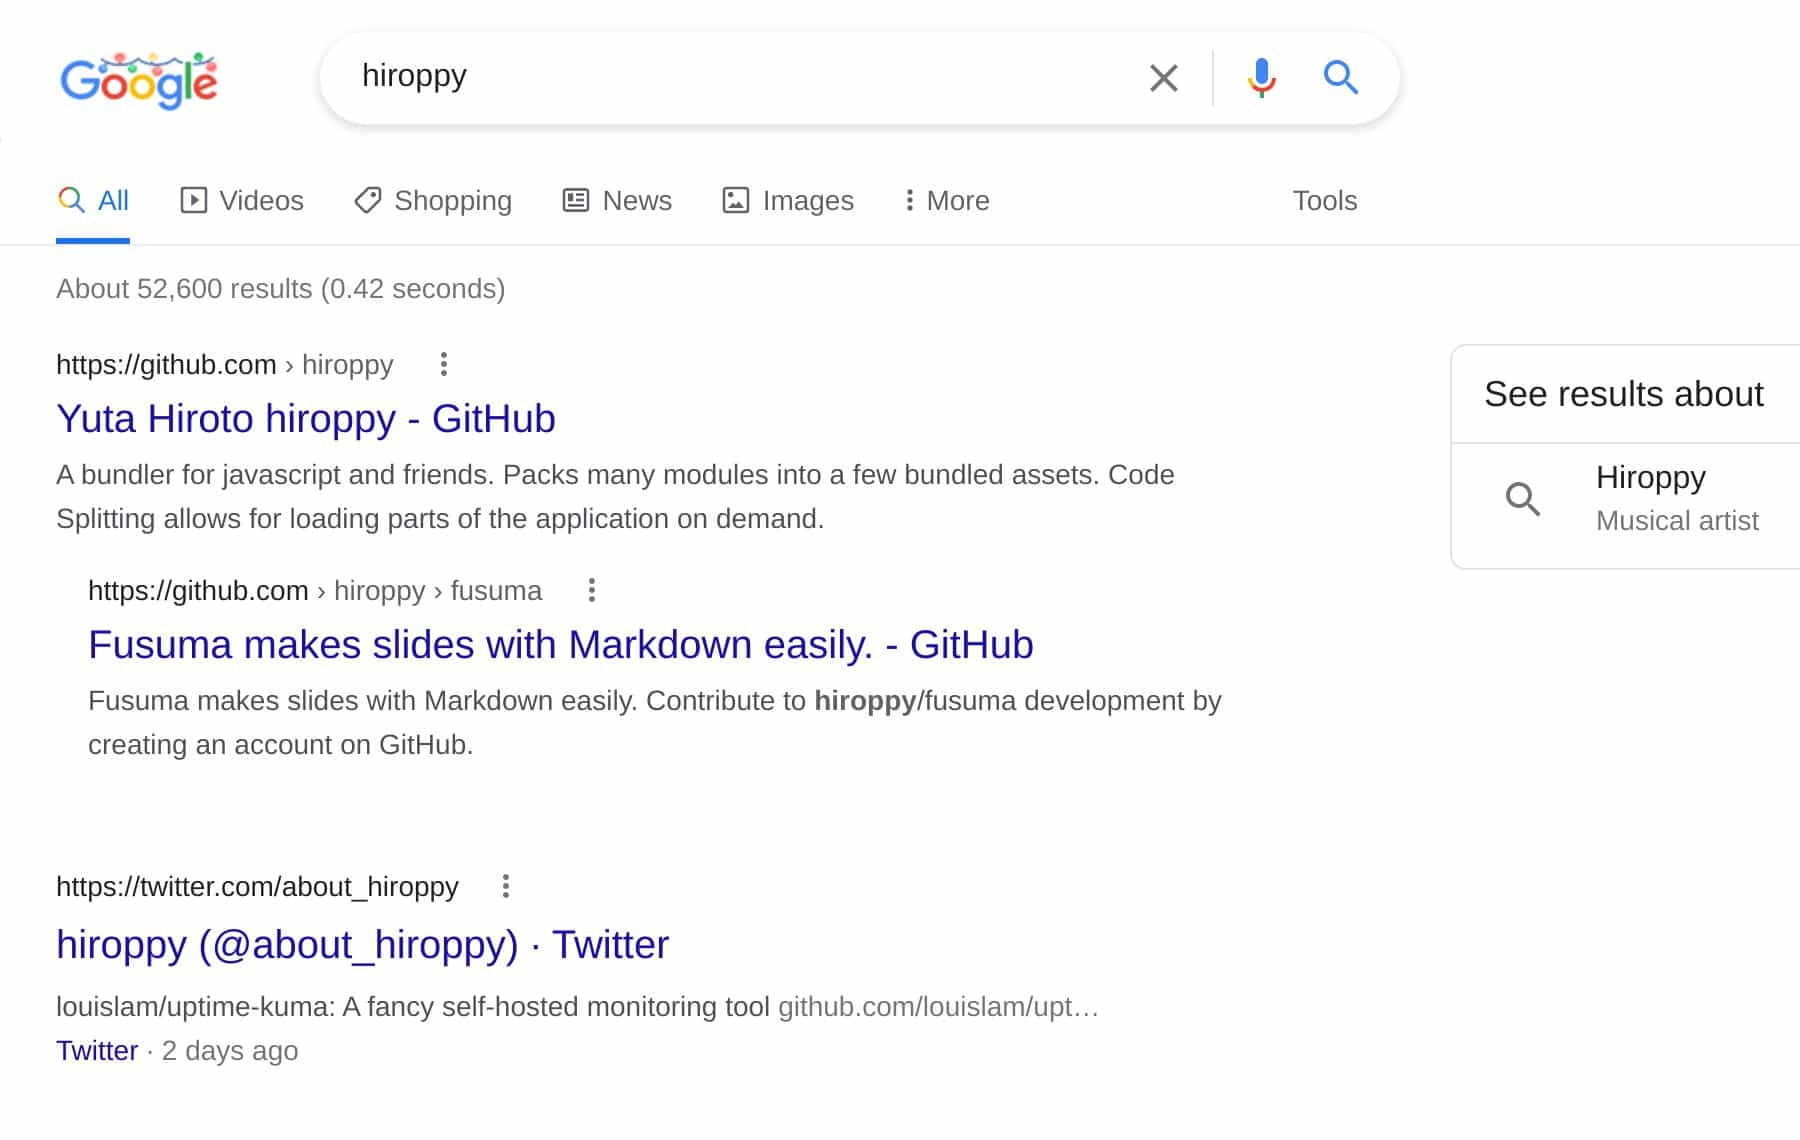 Google
hiroppy
All Videos Shopping News Images More Tools
About 52,600 results (0.42 seconds)
https://github.com › hiroppy
Yuta Hiroto hiroppy - GitHub
A bundler for javascript and friends. Packs many modules into a few bundled assets. Code
Splitting allows for loading parts of the application on demand.
https://github.com › hiroppy › fusuma
Fusuma makes slides with Markdown easily. - GitHub
Fusuma makes slides with Markdown easily. Contribute to hiroppy/fusuma development by
creating an account on GitHub.
https://twitter.com/about_hiroppy
hiroppy (@about_hiroppy) · Twitter
louislam/uptime-kuma: A fancy self-hosted monitoring tool github.com/louislam/upt…
Twitter · 2 days ago
See results about
Hiroppy
Musical artist